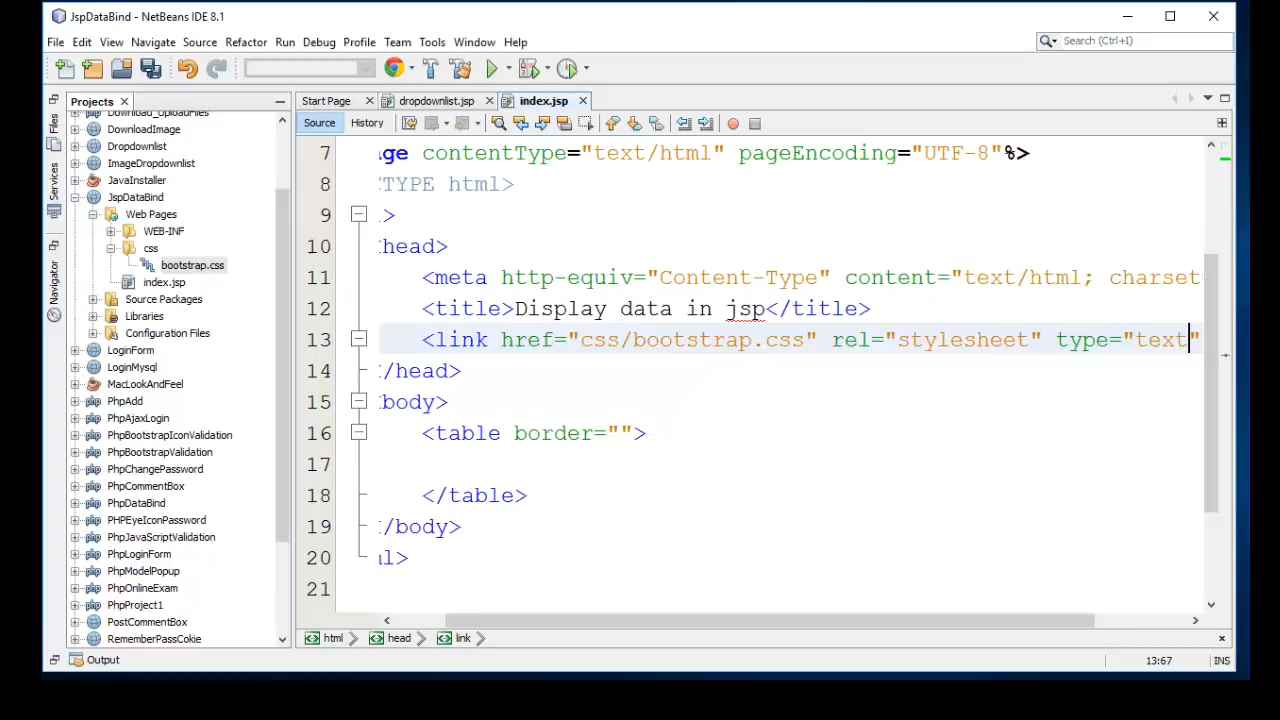 JspDataBind - NetBeans IDE 8.1
File Edit View Navigate Source Refactor Run Debug Profile Team Tools Window Help
Search (Ctrl+I)
Projects
Start Page dropdownlist.jsp index.jsp
Source History
Files
Services
Navigator
Download_UploadFiles
DownloadImage
Dropdownlist
ImageDropdownlist
JavaInstaller
JspDataBind
Web Pages
WEB-INF
css
bootstrap.css
index.jsp
Source Packages
Libraries
Configuration Files
LoginForm
LoginMysql
MacLookAndFeel
PhpAdd
PhpAjaxLogin
PhpBootstrapIconValidation
PhpBootstrapValidation
PhpChangePassword
PhpCommentBox
PhpDataBind
PHPEyeIconPassword
PhpJavaScriptValidation
PhpLoginForm
PhpModelPopup
PhpOnlineExam
PhpProject1
PostCommentBox
RememberPassCokie
7 ge contentType="text/html" pageEncoding="UTF-8"%>
8 TYPE html>
9 >
10 head>
11 <meta http-equiv="Content-Type" content="text/html; charset
12 <title>Display data in jsp</title>
13 <link href="css/bootstrap.css" rel="stylesheet" type="text"
14 /head>
15 body>
16 <table border="">
17
18 </table>
19 /body>
20 l>
21
html head link
Output
13:67 INS